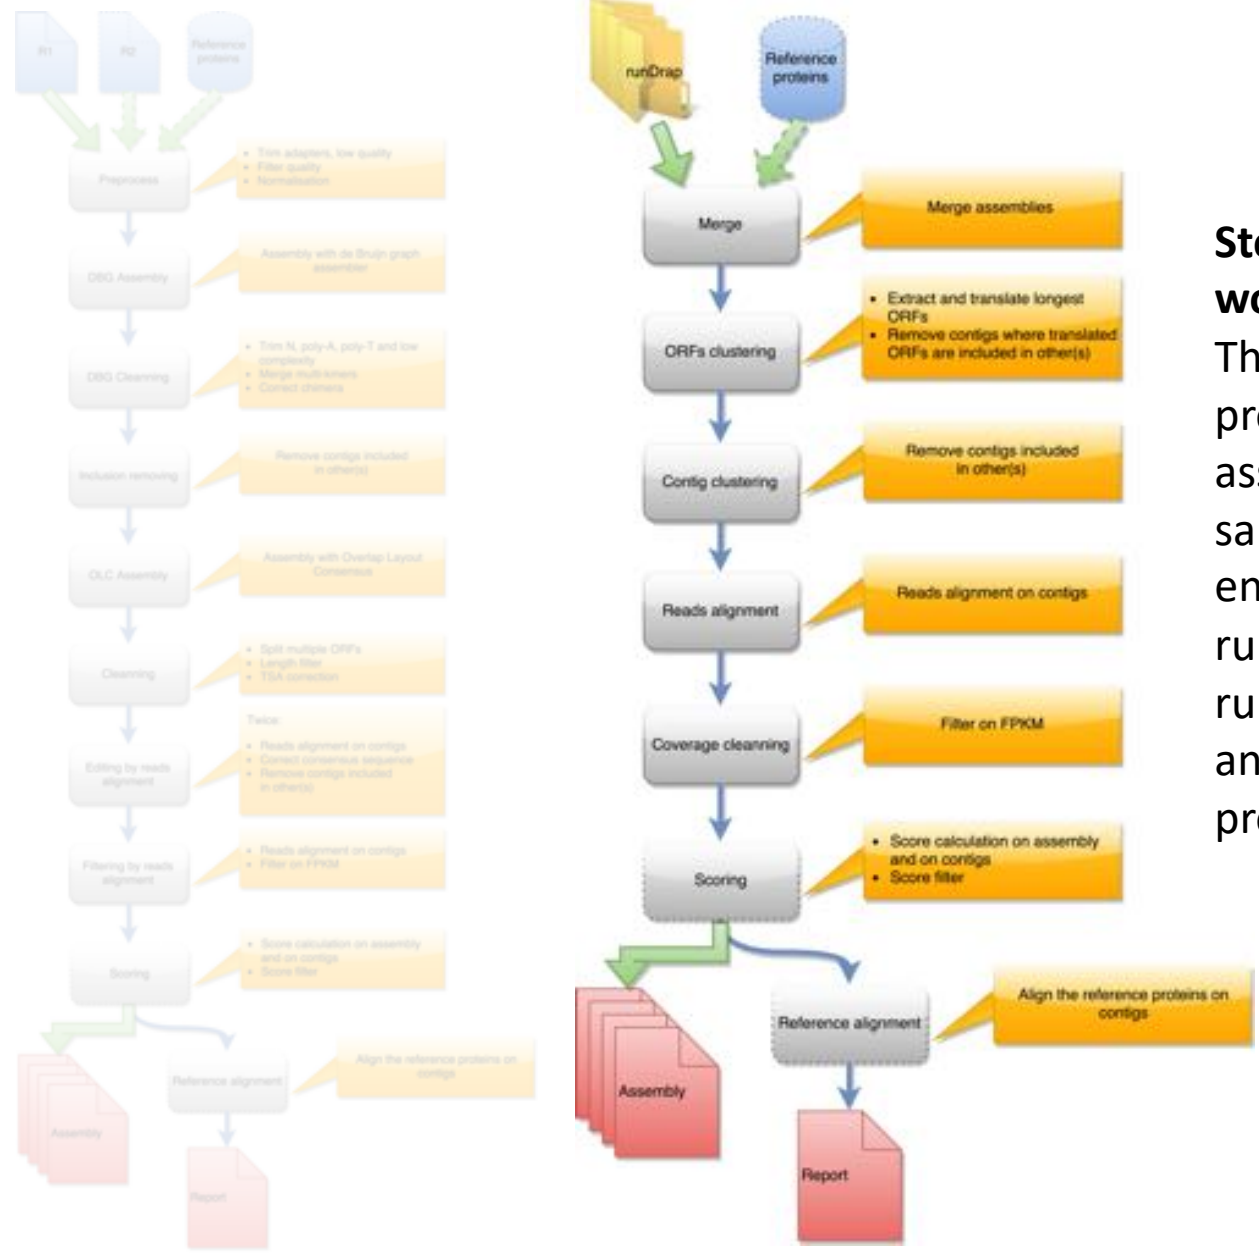 R1
R2
Reference
proteins
Preprocess
• Trim adapters, low quality
• Filter quality
• Normalisation
DBG Assembly
Assembly with de Bruijn graph
assembler
DBG Cleanning
• Trim N, poly-A, poly-T and low
complexity
• Merge multi-kmers
• Correct chimera
Inclusion removing
Remove contigs included
in other(s)
OLC Assembly
Assembly with Overlap Layout
Consensus
Cleanning
• Split multiple ORFs
• Length filter
• TSA correction
Editing by reads
alignment
Twice:
• Reads alignment on contigs
• Correct consensus sequence
• Remove contigs included
in other(s)
Filtering by reads
alignment
• Reads alignment on contigs
• Filter on FPKM
Scoring
• Score calculation on assembly
and on contigs
• Score filter
Assembly
Reference alignment
Align the reference proteins on
contigs
Report
runDrap
Reference
proteins
Merge
Merge assemblies
ORFs clustering
• Extract and translate longest
ORFs
• Remove contigs where translated
ORFs are included in other(s)
Contig clustering
Remove contigs included
in other(s)
Reads alignment
Reads alignment on contigs
Coverage cleanning
Filter on FPKM
Scoring
• Score calculation on assembly
and on contigs
• Score filter
Assembly
Reference alignment
Align the reference proteins on
contigs
Report
Ste
wo
Th
pro
ass
sa
en
ru
ru
an
pro